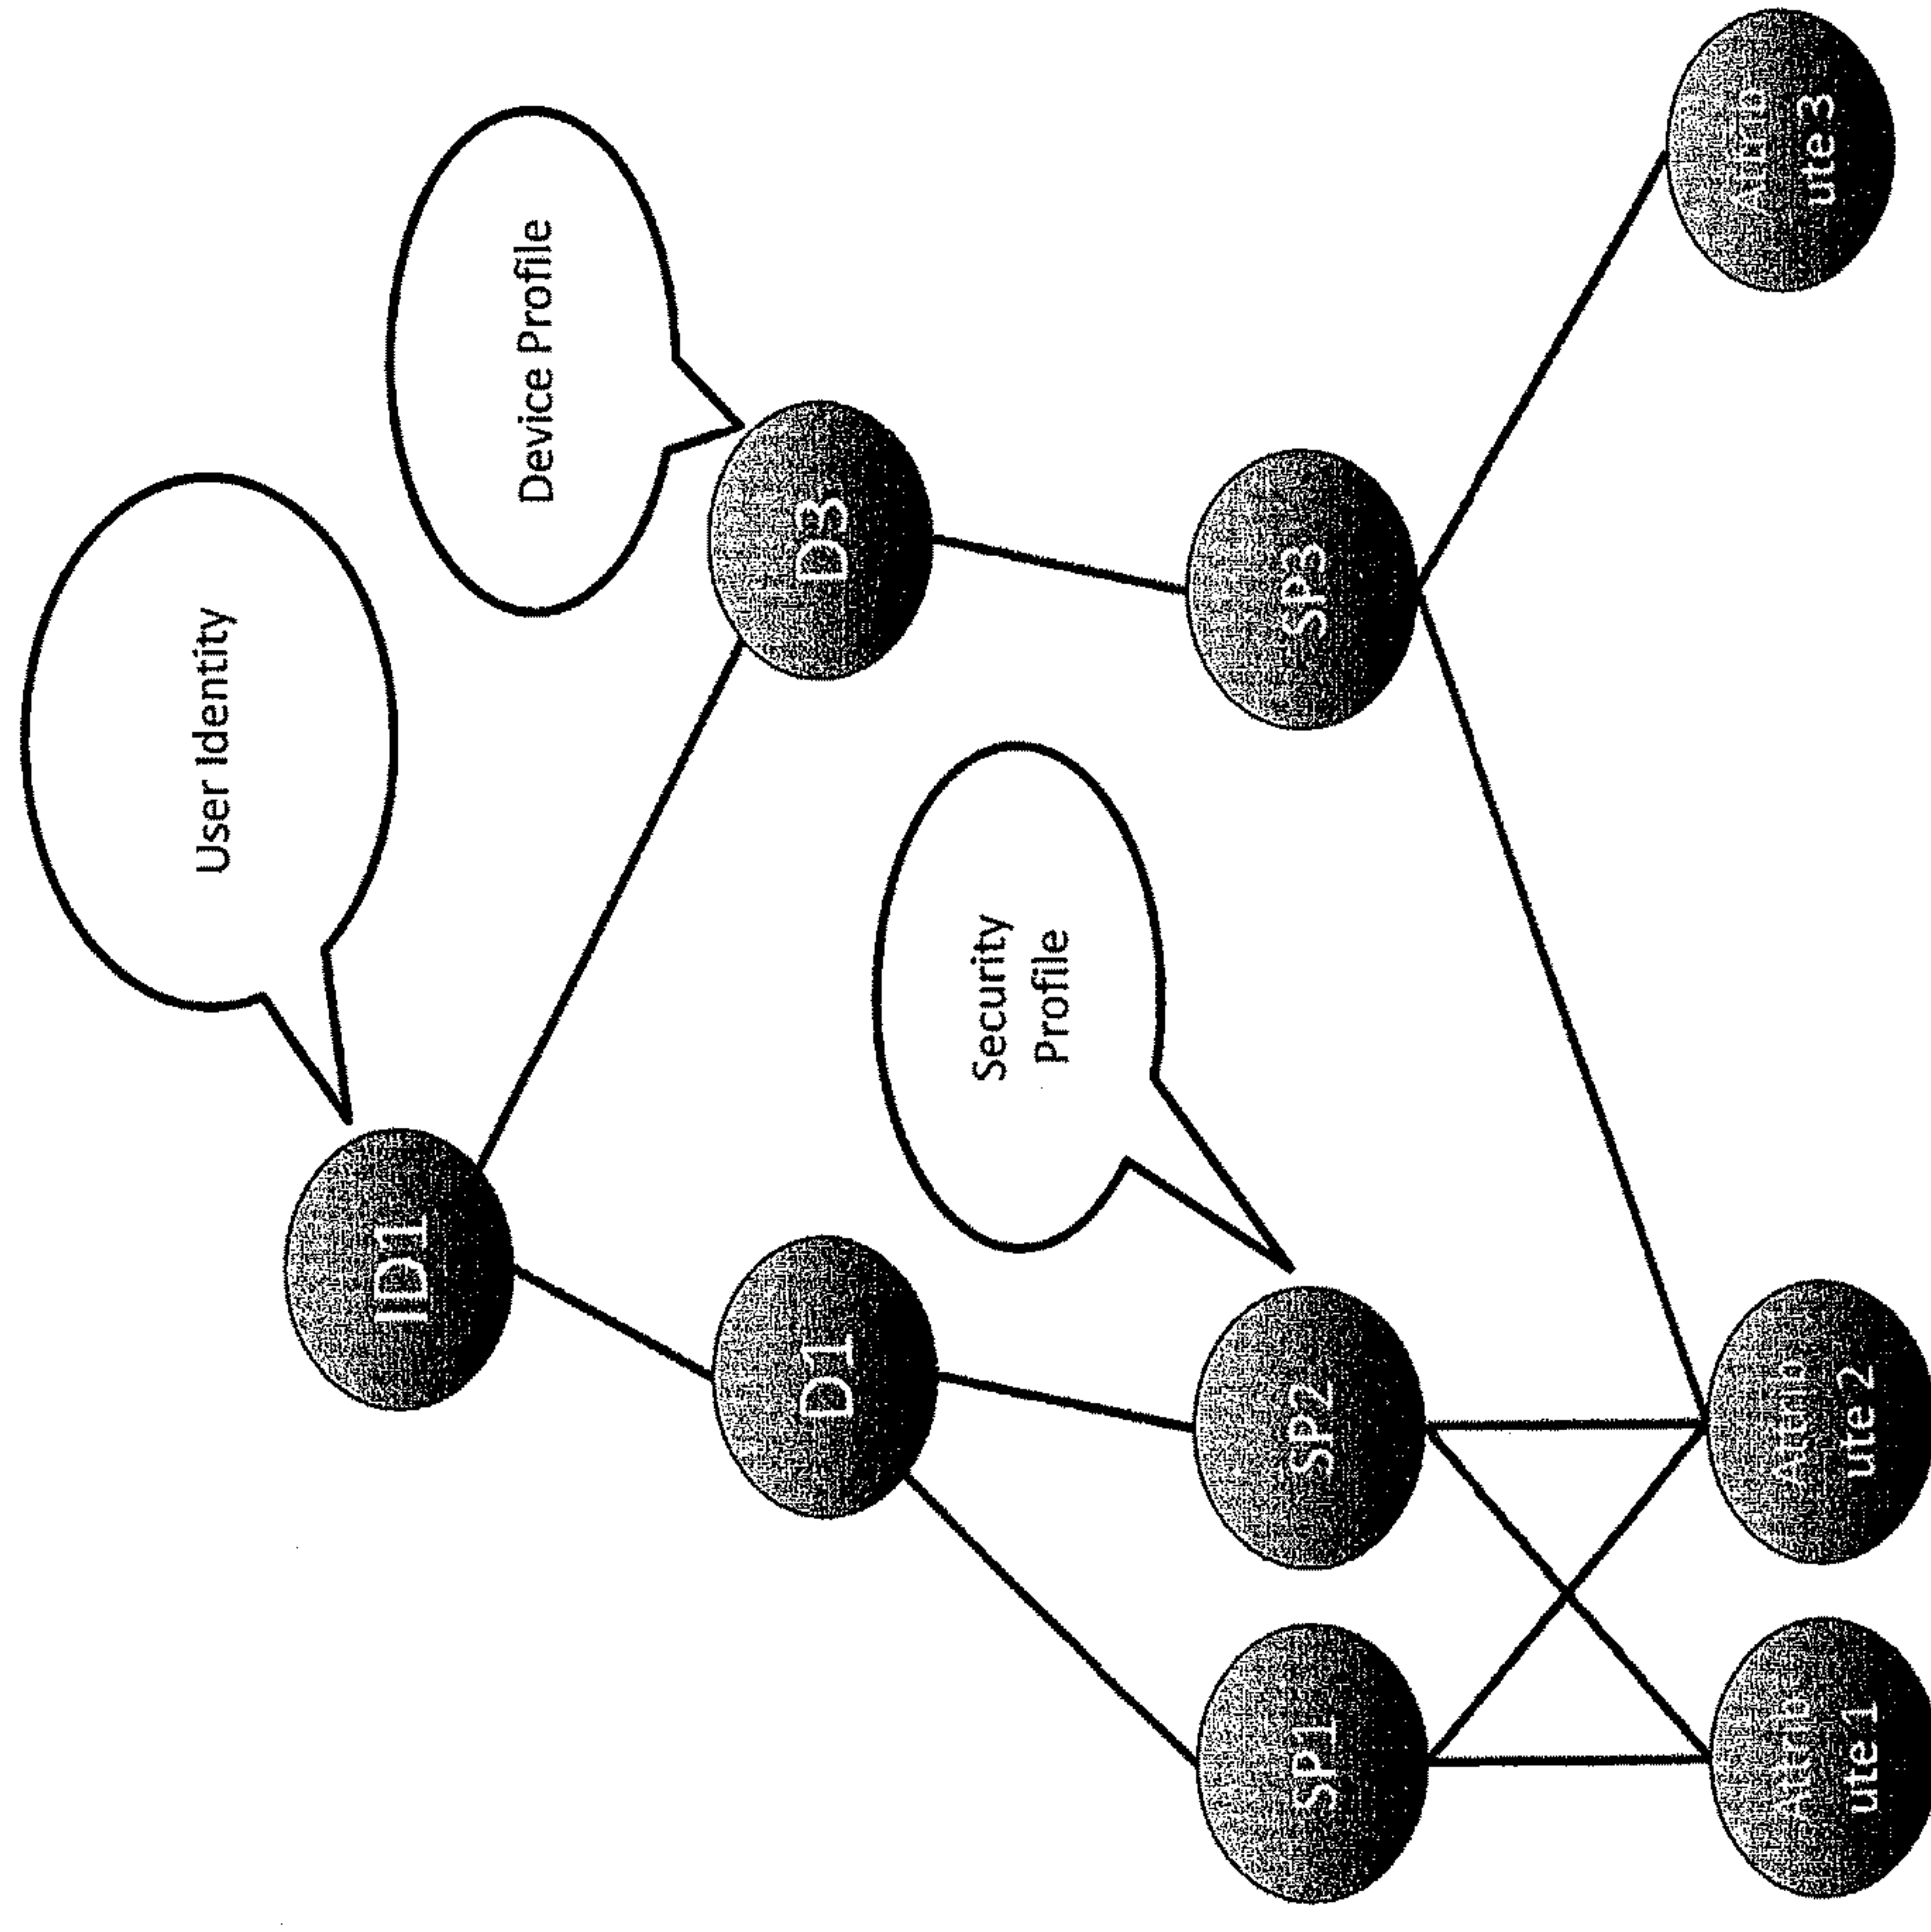 User Identity
Device Profile
ID1
D3
Security
Profile
D1
SP3
SP2
SP1
Attrib
ute 3
Attrib
ute 2
Attrib
ute 1